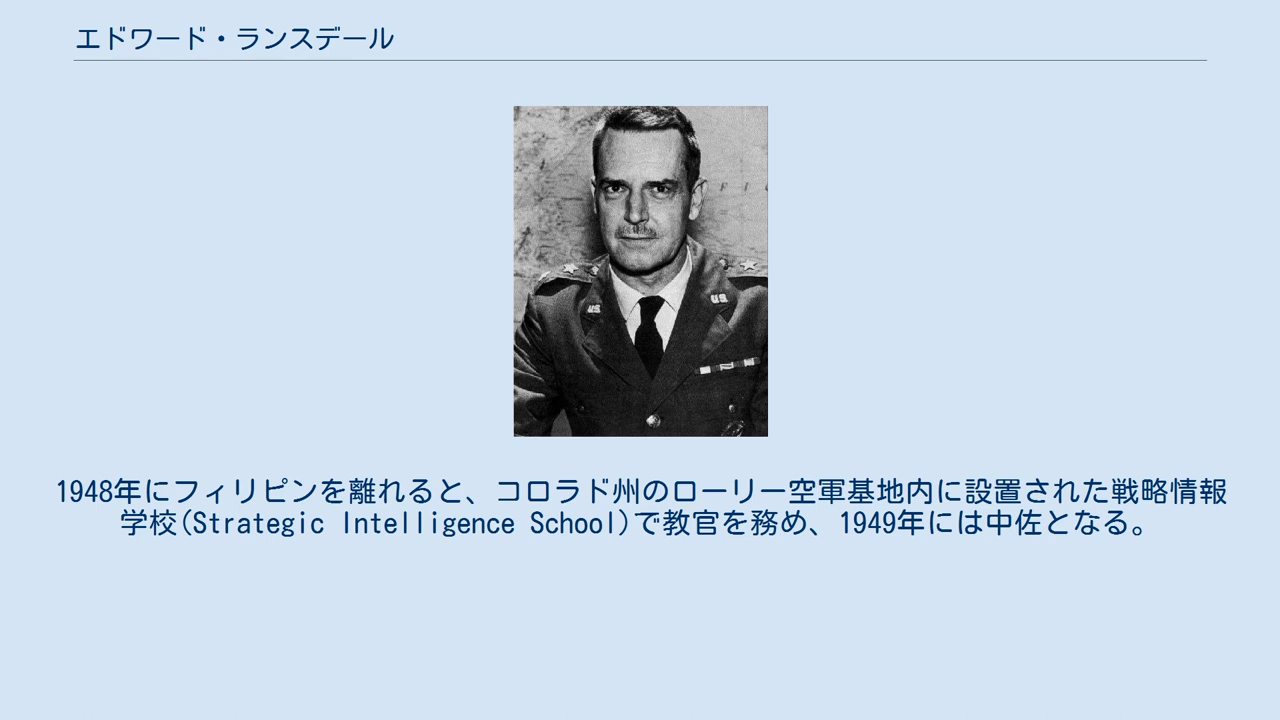 エドワード・ランスデール
F I
US
US
1948年にフィリピンを離れると、コロラド州のローリー空軍基地内に設置された戦略情報
学校(Strategic Intelligence School)で教官を務め、1949年には中佐となる。